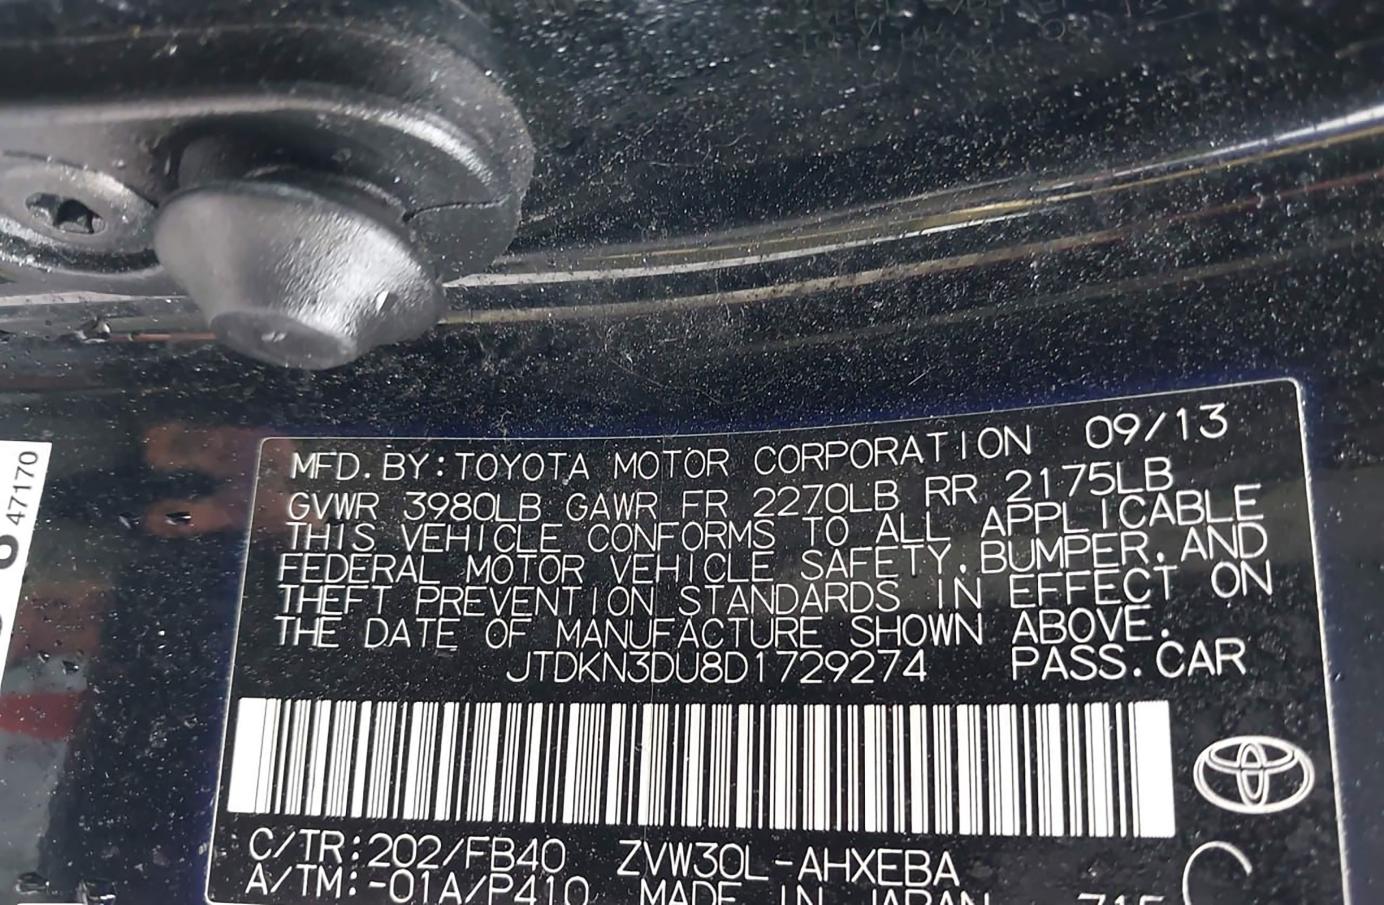 47170
MFD.BY:TOYOTA MOTOR CORPORATION 09/13
GVWR 3980LB GAWR FR 2270LB RR 2175LB
THIS VEHICLE CONFORMS TO ALL APPLICABLE
FEDERAL MOTOR VEHICLE SAFETY.BUMPER.AND
THEFT PREVENTION STANDARDS IN EFFECT ON
THE DATE OF MANUFACTURE SHOWN ABOVE.
JTDKN3DU8D1729274 PASS.CAR
C/TR:202/FB40 ZVW30L-AHXEBA
A/TM:-01A/P410 MADE IN JAPAN